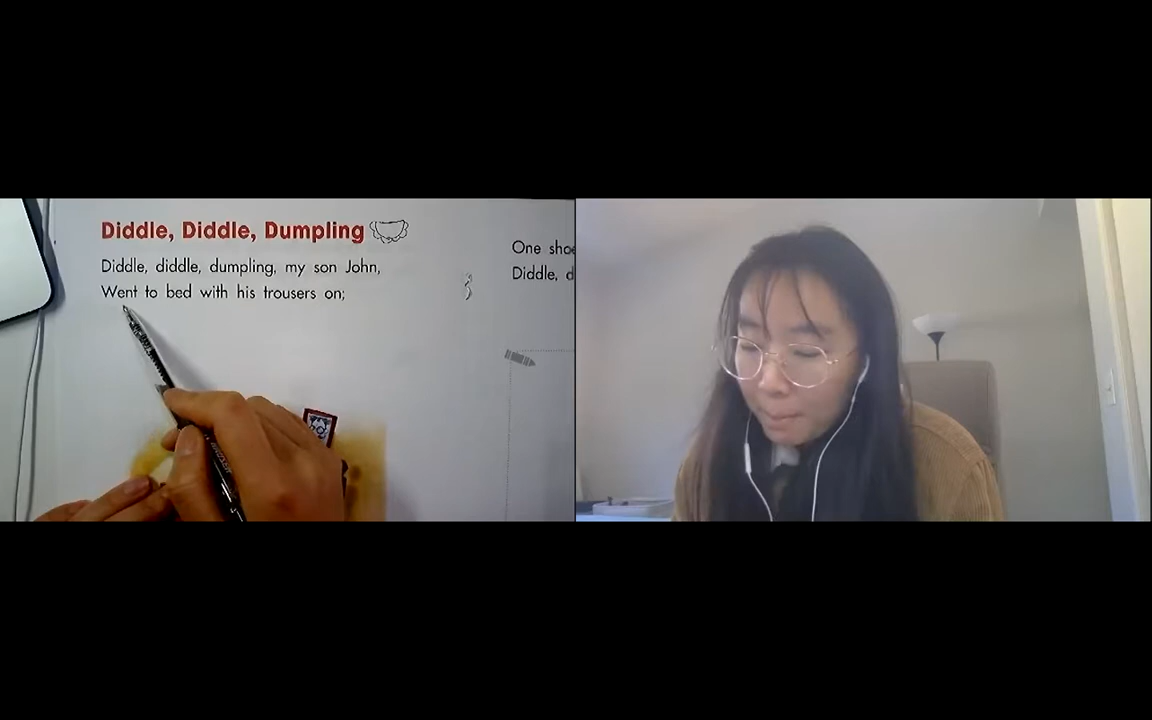 Diddle, Diddle, Dumpling
Diddle, diddle, dumpling, my son John,
Went to bed with his trousers on;
One shoe
Diddle, d